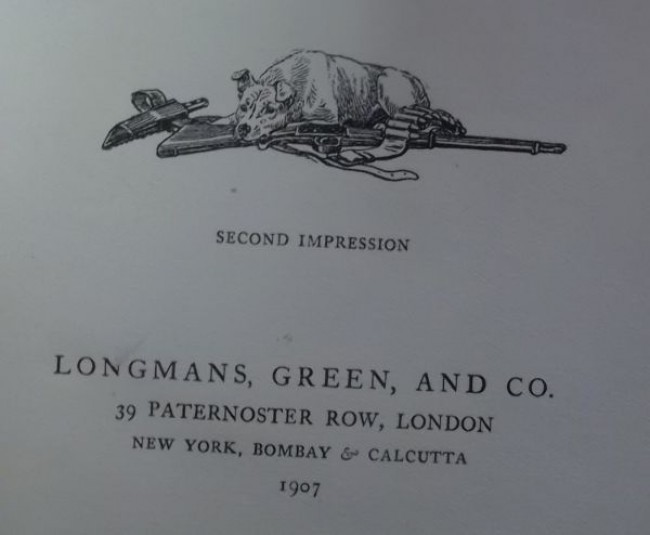 SECOND IMPRESSION
LONGMANS, GREEN, AND CO.
39 PATERNOSTER ROW, LONDON
NEW YORK, BOMBAY & CALCUTTA
1907